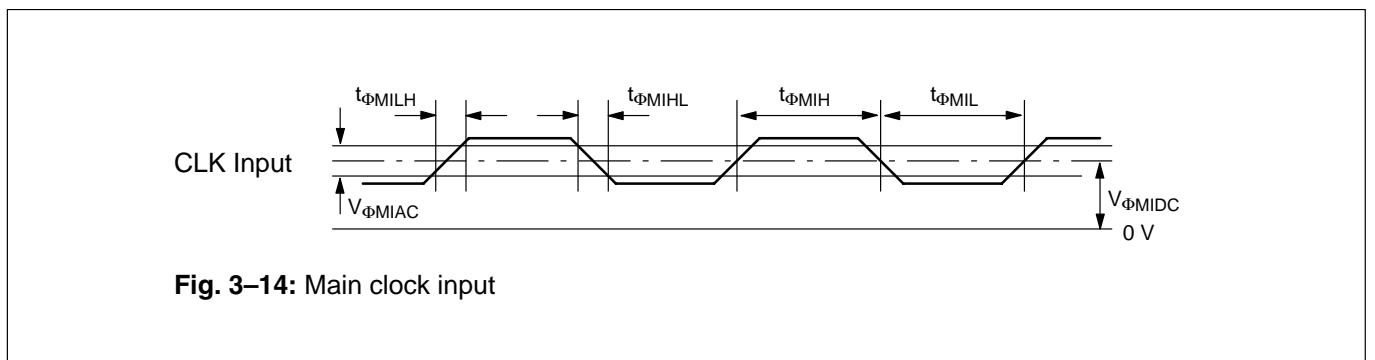 tΦMILH
tΦMIHL
tΦMIH
tΦMIL
CLK Input
VΦMIAC
VΦMIDC
0 V
Fig. 3–14: Main clock input